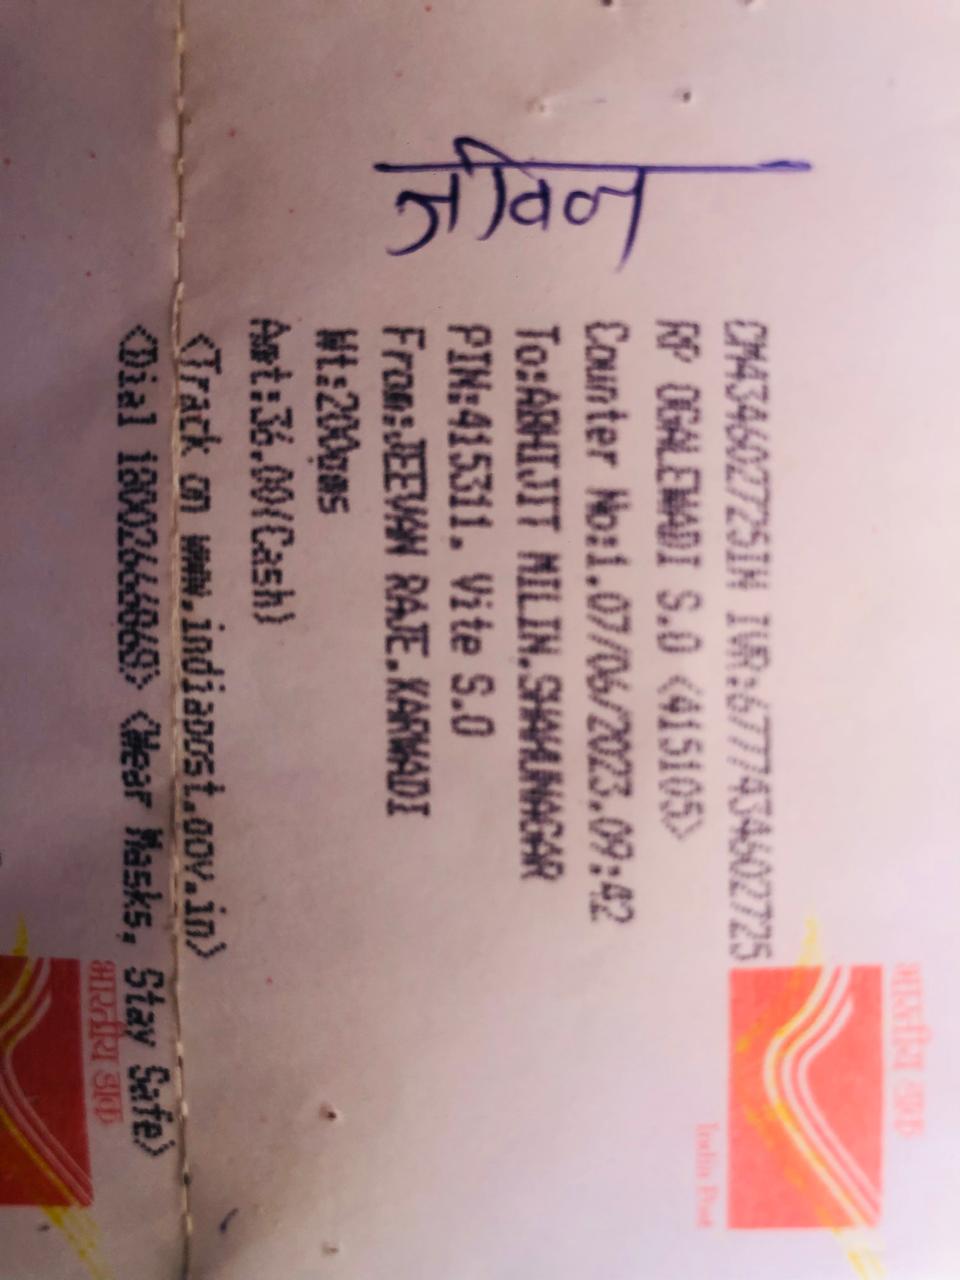 जीवन
CM434602725IN IVR:6777434602725
RP OGALEWADI S.O <415105>
Counter No:1,07/06/2023,09:42
To:ABHIJIT MILIN,SHAHUNAGAR
PIN:415311, Vite S.O
From:JEEVAN RAJE,KARWADI
Wt:200gms
Amt:36.00(Cash)
<Track on www.indiapost.gov.in>
<Dial 18002666868> <Wear Masks, Stay Safe>
भारतीय डाक
India Post
भारतीय डाक